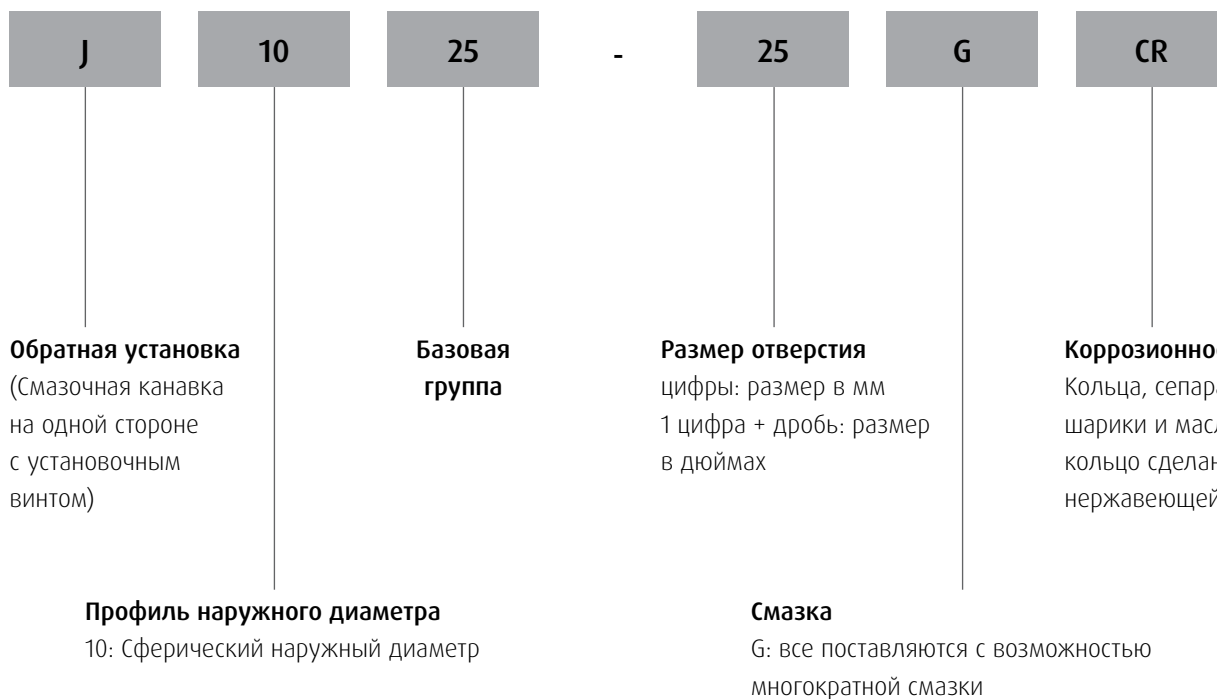 J 10 25 - 25 G CR
Обратная установка
(Смазочная канавка
на одной стороне
с установочным
винтом)
Базовая
группа
Размер отверстия
цифры: размер в мм
1 цифра + дробь: размер
в дюймах
Кольца,
шарики и
кольцо
Профиль наружного диаметра
10: Сферический наружный диаметр
Смазка
G: все поставляются с возможностью
многократной смазки